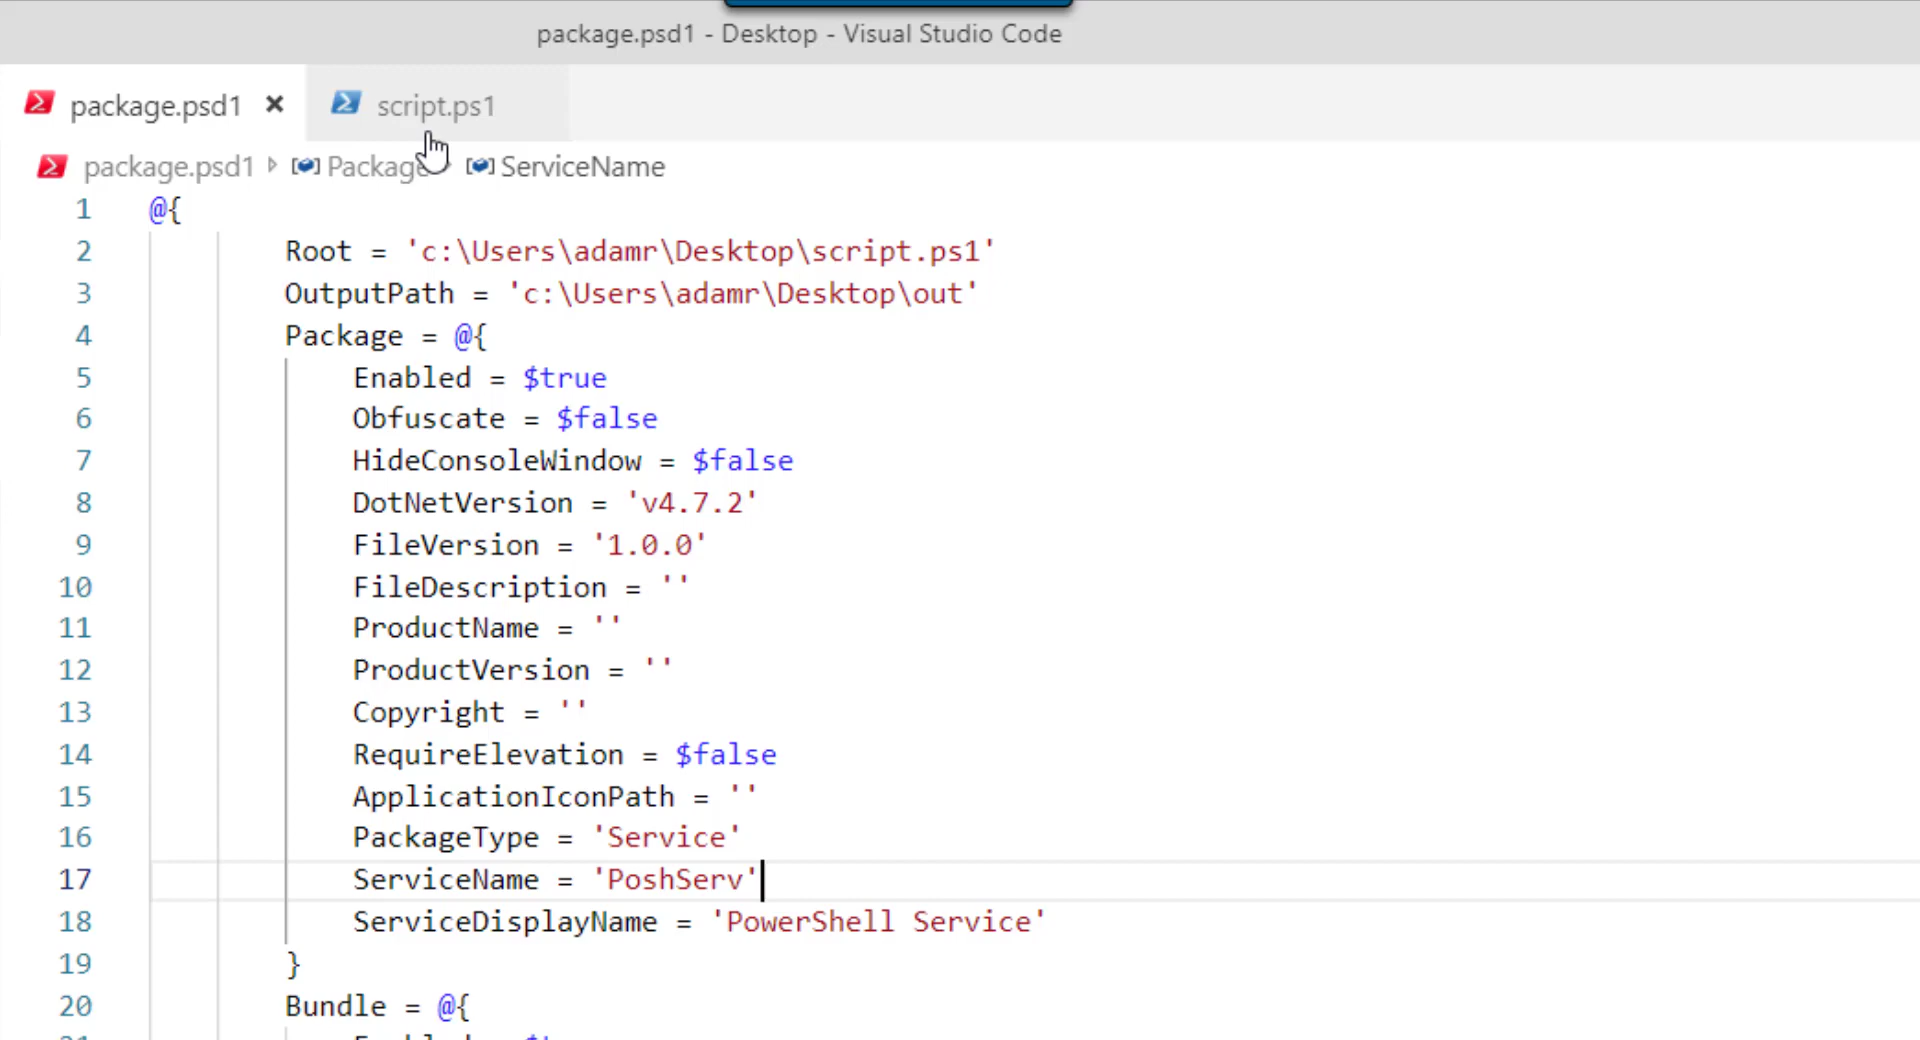 package.psd1 - Desktop - Visual Studio Code
package.psd1 script.ps1
package.psd1 Package ServiceName
1 @{
2 Root = 'c:\Users\adamr\Desktop\script.ps1'
3 OutputPath = 'c:\Users\adamr\Desktop\out'
4 Package = @{
5 Enabled = $true
6 Obfuscate = $false
7 HideConsoleWindow = $false
8 DotNetVersion = 'v4.7.2'
9 FileVersion = '1.0.0'
10 FileDescription = ''
11 ProductName = ''
12 ProductVersion = ''
13 Copyright = ''
14 RequireElevation = $false
15 ApplicationIconPath = ''
16 PackageType = 'Service'
17 ServiceName = 'PoshServ'
18 ServiceDisplayName = 'PowerShell Service'
19 }
20 Bundle = @{